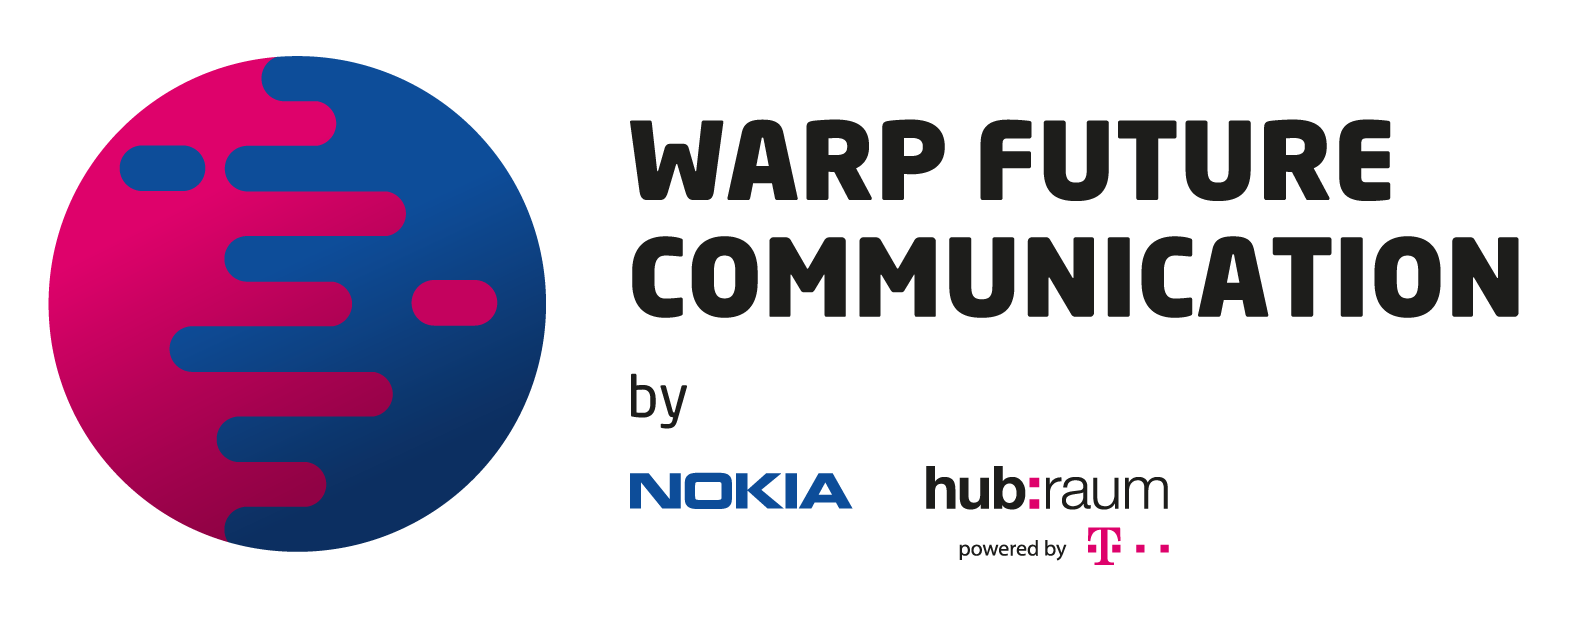 WARP FUTURE
COMMUNICATION
by
NOKIA
hub:raum
powered by T